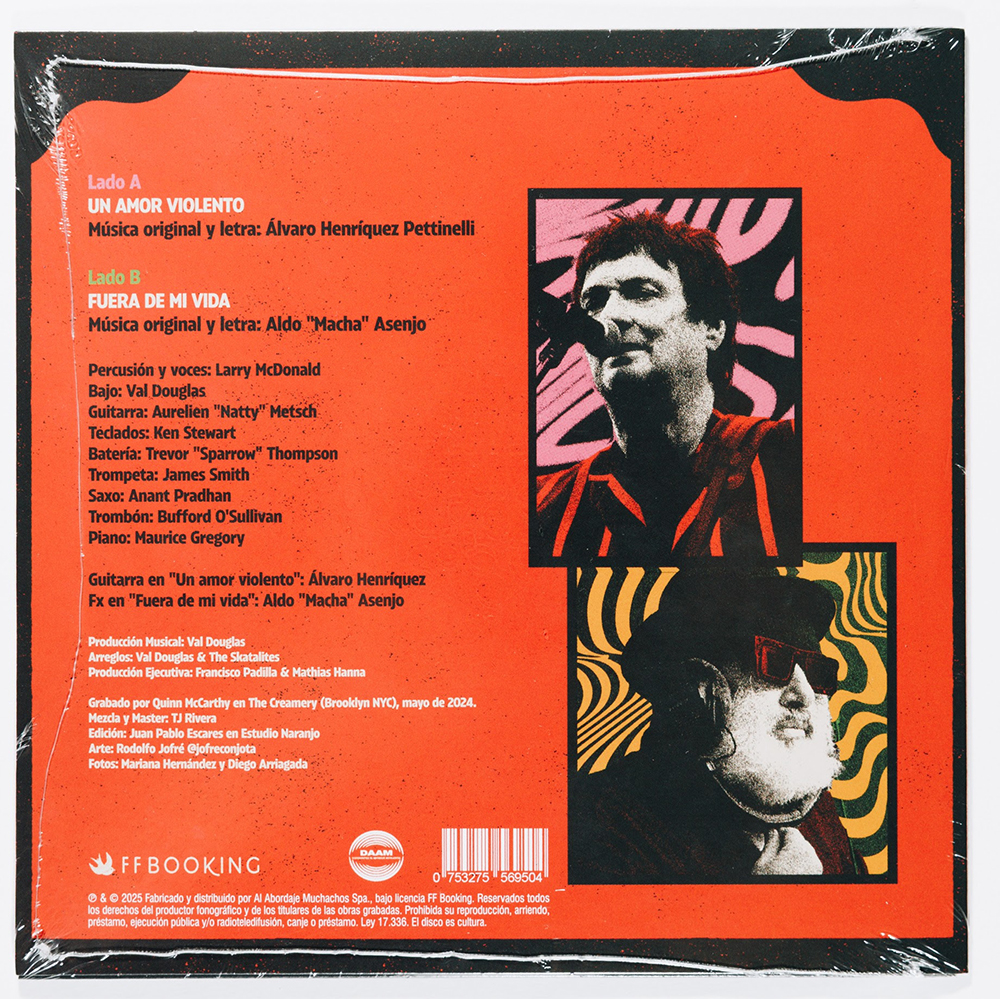 Lado A
UN AMOR VIOLENTO
Música original y letra: Álvaro Henríquez Pettinelli
Lado B
FUERA DE MI VIDA
Música original y letra: Aldo "Macha" Asenjo
Percusión y voces: Larry McDonald
Bajo: Val Douglas
Guitarra: Aurelien "Natty" Metsch
Teclados: Ken Stewart
Batería: Trevor "Sparrow" Thompson
Trompeta: James Smith
Saxo: Anant Pradhan
Trombón: Bufford O'Sullivan
Piano: Maurice Gregory
Guitarra en "Un amor violento": Álvaro Henríquez
Fx en "Fuera de mi vida": Aldo "Macha" Asenjo
Producción Musical: Val Douglas
Arreglos: Val Douglas & The Skatalites
Producción Ejecutiva: Francisco Padilla & Mathias Hanna
Grabado por Quinn McCarthy en The Creamery (Brooklyn NYC), mayo de 2024.
Mezcla y Master: TJ Rivera
Edición: Juan Pablo Escares en Estudio Naranjo
Arte: Rodolfo Jofré @jofreconjota
Fotos: Mariana Hernández y Diego Arriagada
FFBOOKING
DAAM
0 753275 569504
℗ & © 2025 Fabricado y distribuido por Al Abordaje Muchachos Spa., bajo licencia FF Booking. Reservados todos
los derechos del productor fonográfico y de los titulares de las obras grabadas. Prohibida su reproducción, arriendo,
préstamo, ejecución pública y/o radioteledifusión, canje o préstamo. Ley 17.336. El disco es cultura.